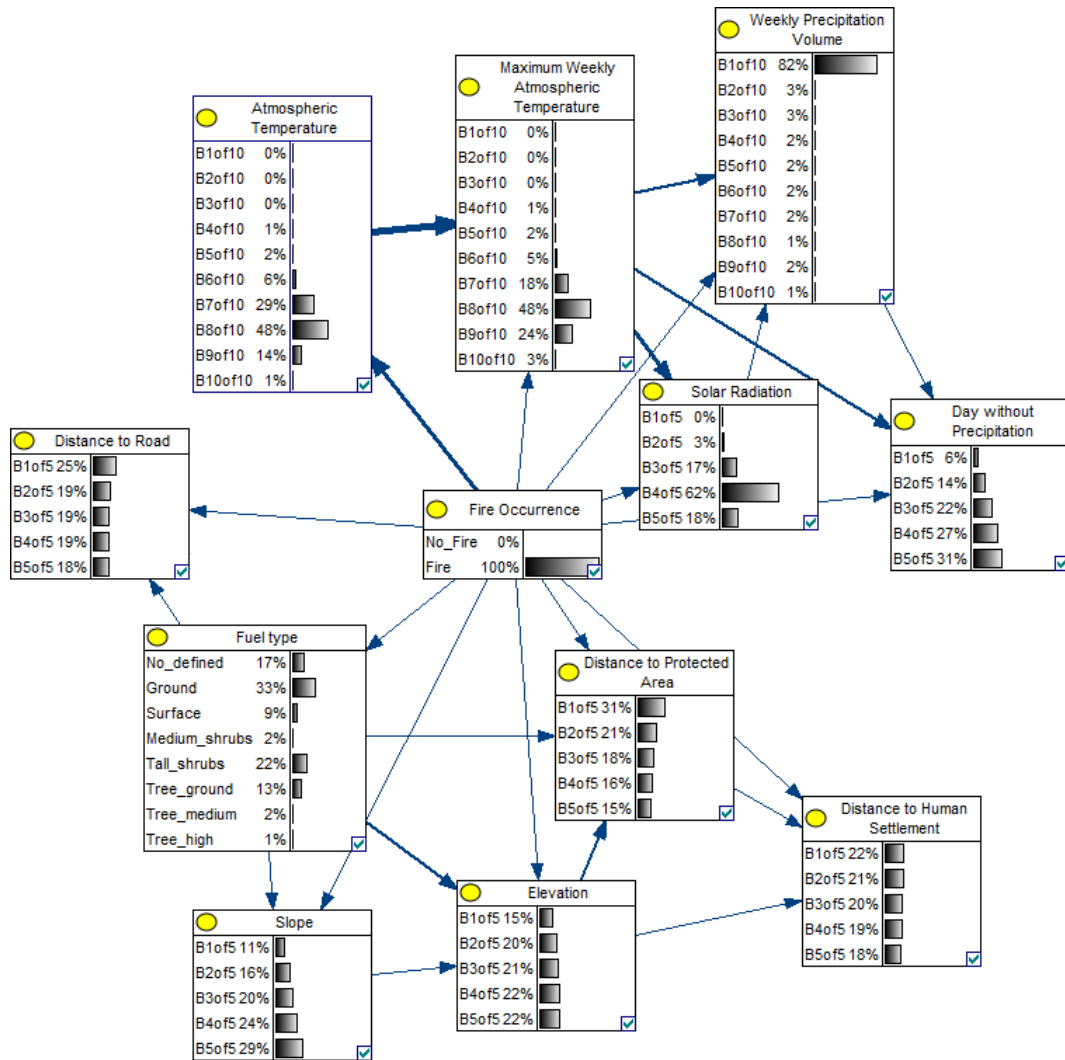 Weekly Precipitation
Volume
B1of10 82%
B2of10 3%
B3of10 3%
B4of10 2%
B5of10 2%
B6of10 2%
B7of10 2%
B8of10 1%
B9of10 2%
B10of10 1%
Maximum Weekly
Atmospheric
Temperature
B1of10 0%
B2of10 0%
B3of10 0%
B4of10 1%
B5of10 2%
B6of10 5%
B7of10 18%
B8of10 48%
B9of10 24%
B10of10 3%
Atmospheric
Temperature
B1of10 0%
B2of10 0%
B3of10 0%
B4of10 1%
B5of10 2%
B6of10 6%
B7of10 29%
B8of10 48%
B9of10 14%
B10of10 1%
Solar Radiation
B1of5 0%
B2of5 3%
B3of5 17%
B4of5 62%
B5of5 18%
Day without
Precipitation
B1of5 6%
B2of5 14%
B3of5 22%
B4of5 27%
B5of5 31%
Distance to Road
B1of5 25%
B2of5 19%
B3of5 19%
B4of5 19%
B5of5 18%
Fire Occurrence
No_Fire 0%
Fire 100%
Fuel type
No_defined 17%
Ground 33%
Surface 9%
Medium_shrubs 2%
Tall_shrubs 22%
Tree_ground 13%
Tree_medium 2%
Tree_high 1%
Distance to Protected
Area
B1of5 31%
B2of5 21%
B3of5 18%
B4of5 16%
B5of5 15%
Distance to Human
Settlement
B1of5 22%
B2of5 21%
B3of5 20%
B4of5 19%
B5of5 18%
Elevation
B1of5 15%
B2of5 20%
B3of5 21%
B4of5 22%
B5of5 22%
Slope
B1of5 11%
B2of5 16%
B3of5 20%
B4of5 24%
B5of5 29%